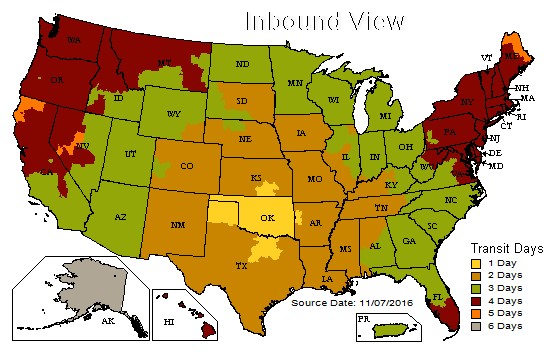 Inbound View
WA
MT
ND
MN
ME
VT
OR
ID
SD
WI
MI
NY
NH
MA
RI
CT
WY
IA
PA
NJ
NE
OH
DE
NV
UT
IL
IN
WV
MD
CO
KS
MO
KY
VA
CA
NC
TN
OK
AZ
NM
AR
SC
MS
AL
GA
TX
LA
FL
Transit Days
1 Day
2 Days
3 Days
4 Days
5 Days
6 Days
Source Date: 11/07/2016
AK
HI
PR